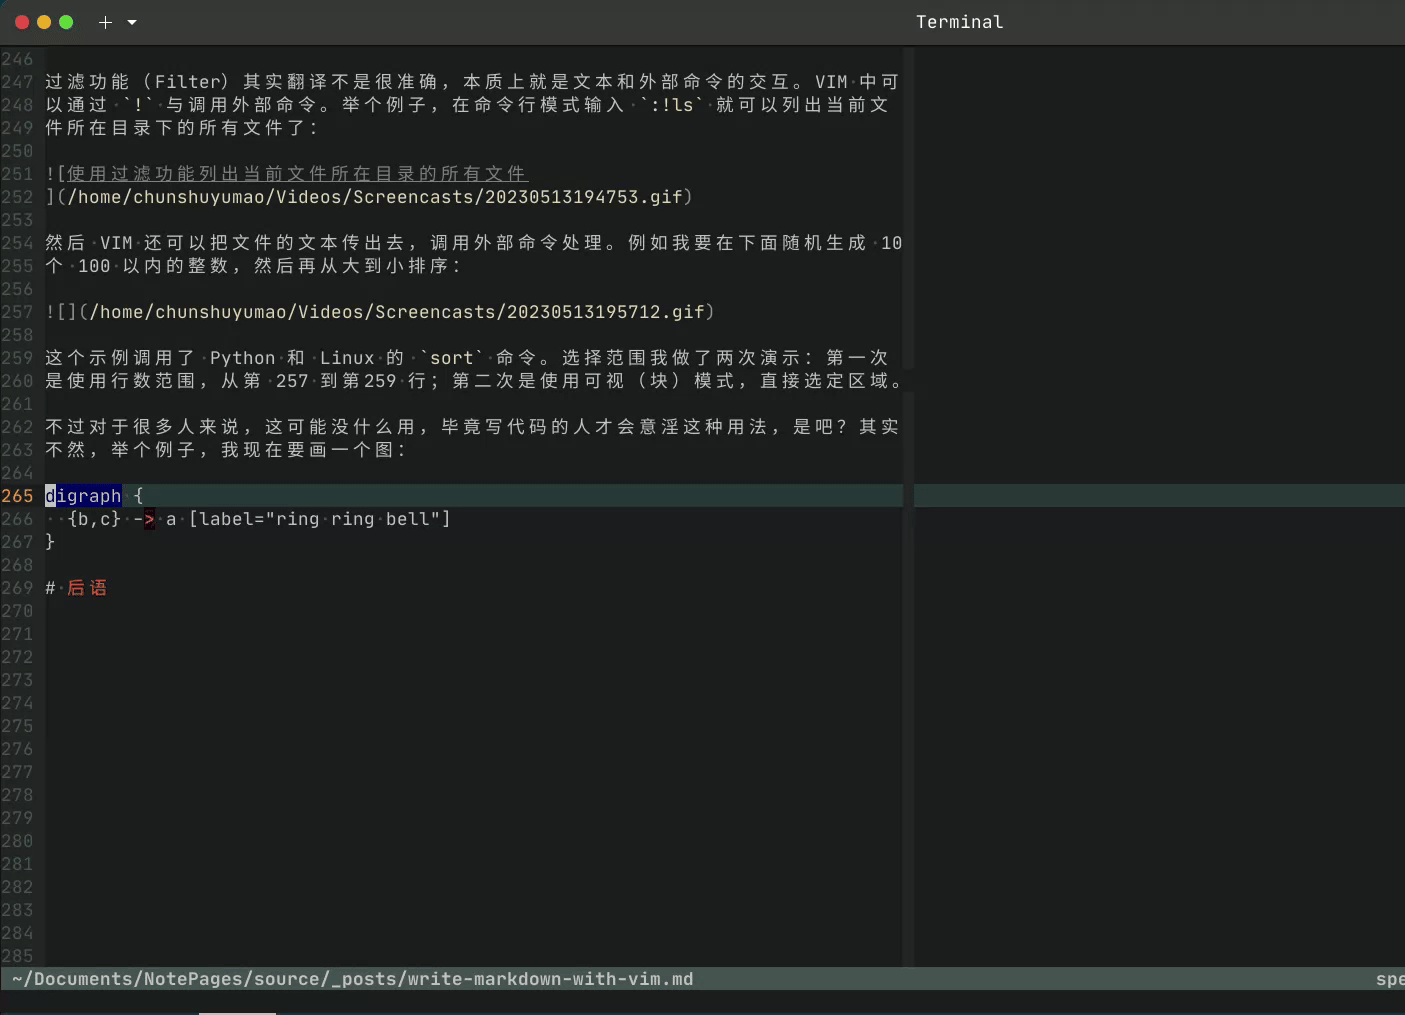 Terminal
246
247 过滤功能（Filter）其实翻译不是很准确，本质上就是文本和外部命令的交互。VIM·中可
248 以通过·`!`·与调用外部命令。举个例子，在命令行模式输入·`:!ls`·就可以列出当前文
249 件所在目录下的所有文件了：
250
251 ![使用过滤功能列出当前文件所在目录的所有文件
252 ](/home/chunshuyumao/Videos/Screencasts/20230513194753.gif)
253
254 然后·VIM·还可以把文件的文本传出去，调用外部命令处理。例如我要在下面随机生成·10
255 个·100·以内的整数，然后再从大到小排序：
256
257 ![](/home/chunshuyumao/Videos/Screencasts/20230513195712.gif)
258
259 这个示例调用了·Python·和·Linux·的·`sort`·命令。选择范围我做了两次演示：第一次
260 是使用行数范围，从第·257·到第259·行；第二次是使用可视（块）模式，直接选定区域。
261
262 不过对于很多人来说，这可能没什么用，毕竟写代码的人才会意淫这种用法，是吧？其实
263 不然，举个例子，我现在要画一个图：
264
265 digraph·{
266 ··{b,c}·->·a·[label="ring·ring·bell"]
267 }
268
269 #·后语
270
271
272
273
274
275
276
277
278
279
280
281
282
283
284
285
~/Documents/NotePages/source/_posts/write-markdown-with-vim.md spe